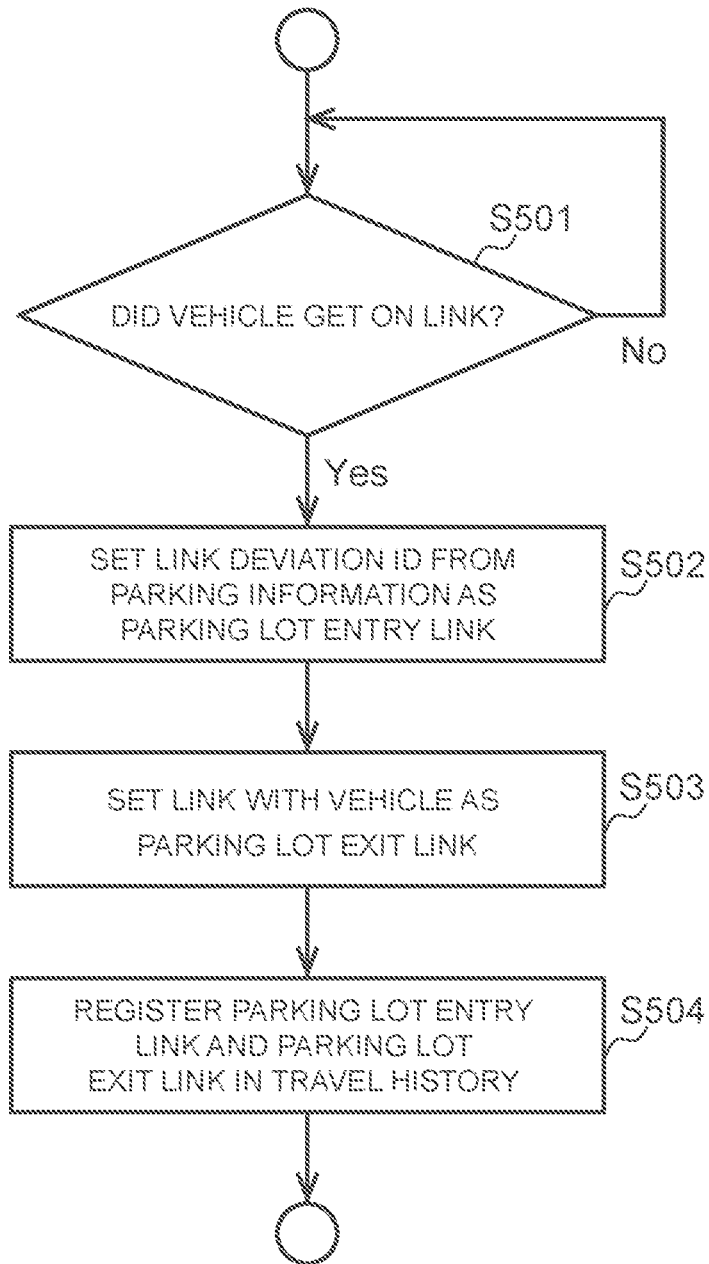 S501
DID VEHICLE GET ON LINK?
No
Yes
SET LINK DEVIATION ID FROM
PARKING INFORMATION AS
PARKING LOT ENTRY LINK
S502
SET LINK WITH VEHICLE AS
PARKING LOT EXIT LINK
S503
REGISTER PARKING LOT ENTRY
LINK AND PARKING LOT
EXIT LINK IN TRAVEL HISTORY
S504